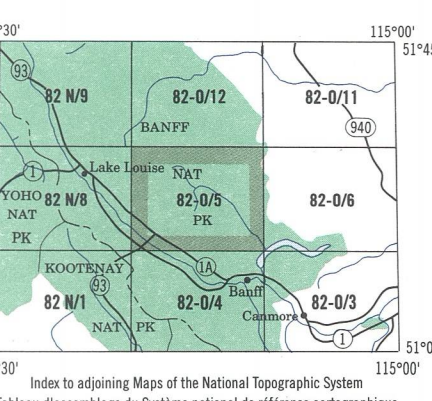 °30' 115°00'
51°45
93
82 N/9 82-O/12 82-O/11
940
BANFF
1 Lake Louise NAT
YOHO 82 N/8 82-O/5 82-O/6
NAT PK
PK
KOOTENAY 1A
93 Banff
82 N/1 82-O/4 82-O/3
Canmore
NAT PK 1
51°0
°30' 115°00'
Index to adjoining Maps of the National Topographic System